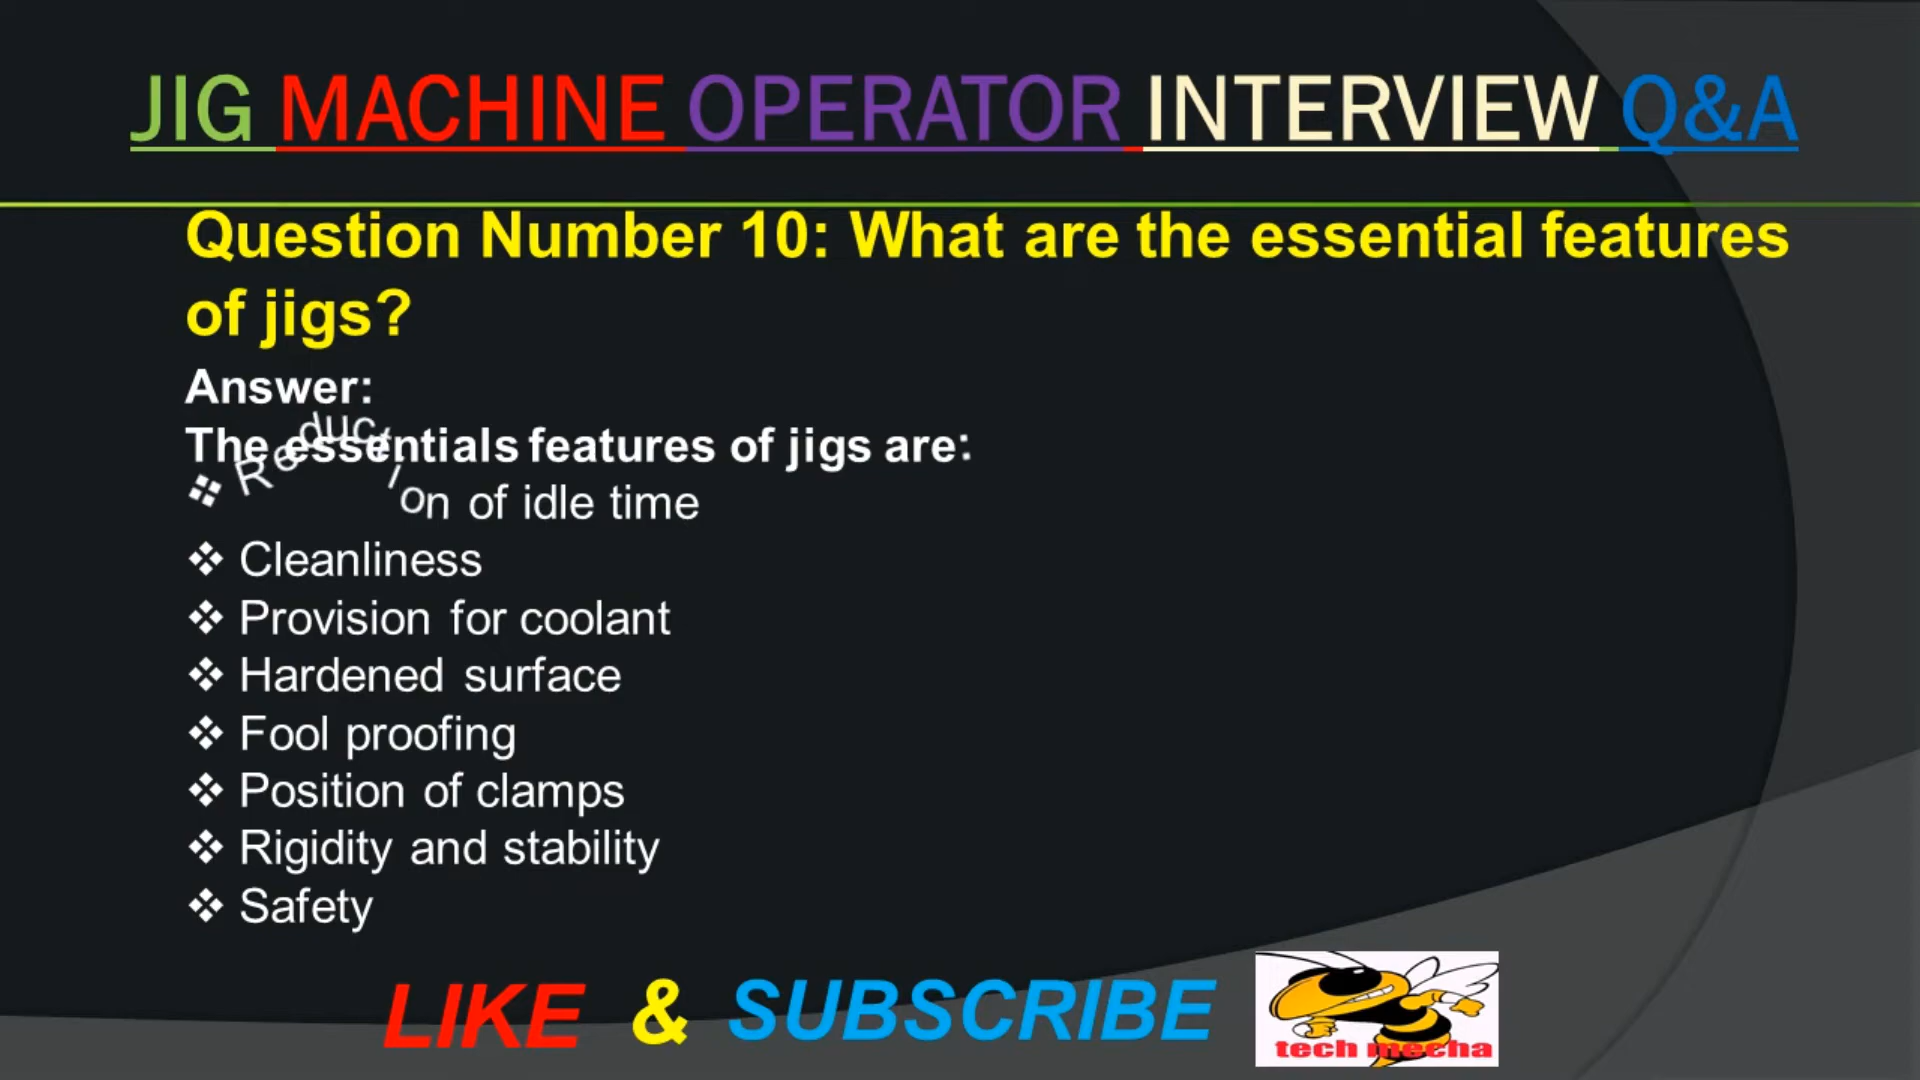 JIG MACHINE OPERATOR INTERVIEW Q&A
Question Number 10: What are the essential features
of jigs?
Answer:
The essentials features of jigs are:
❖ Reduction of idle time
❖ Cleanliness
❖ Provision for coolant
❖ Hardened surface
❖ Fool proofing
❖ Position of clamps
❖ Rigidity and stability
❖ Safety
LIKE & SUBSCRIBE
tech mecha